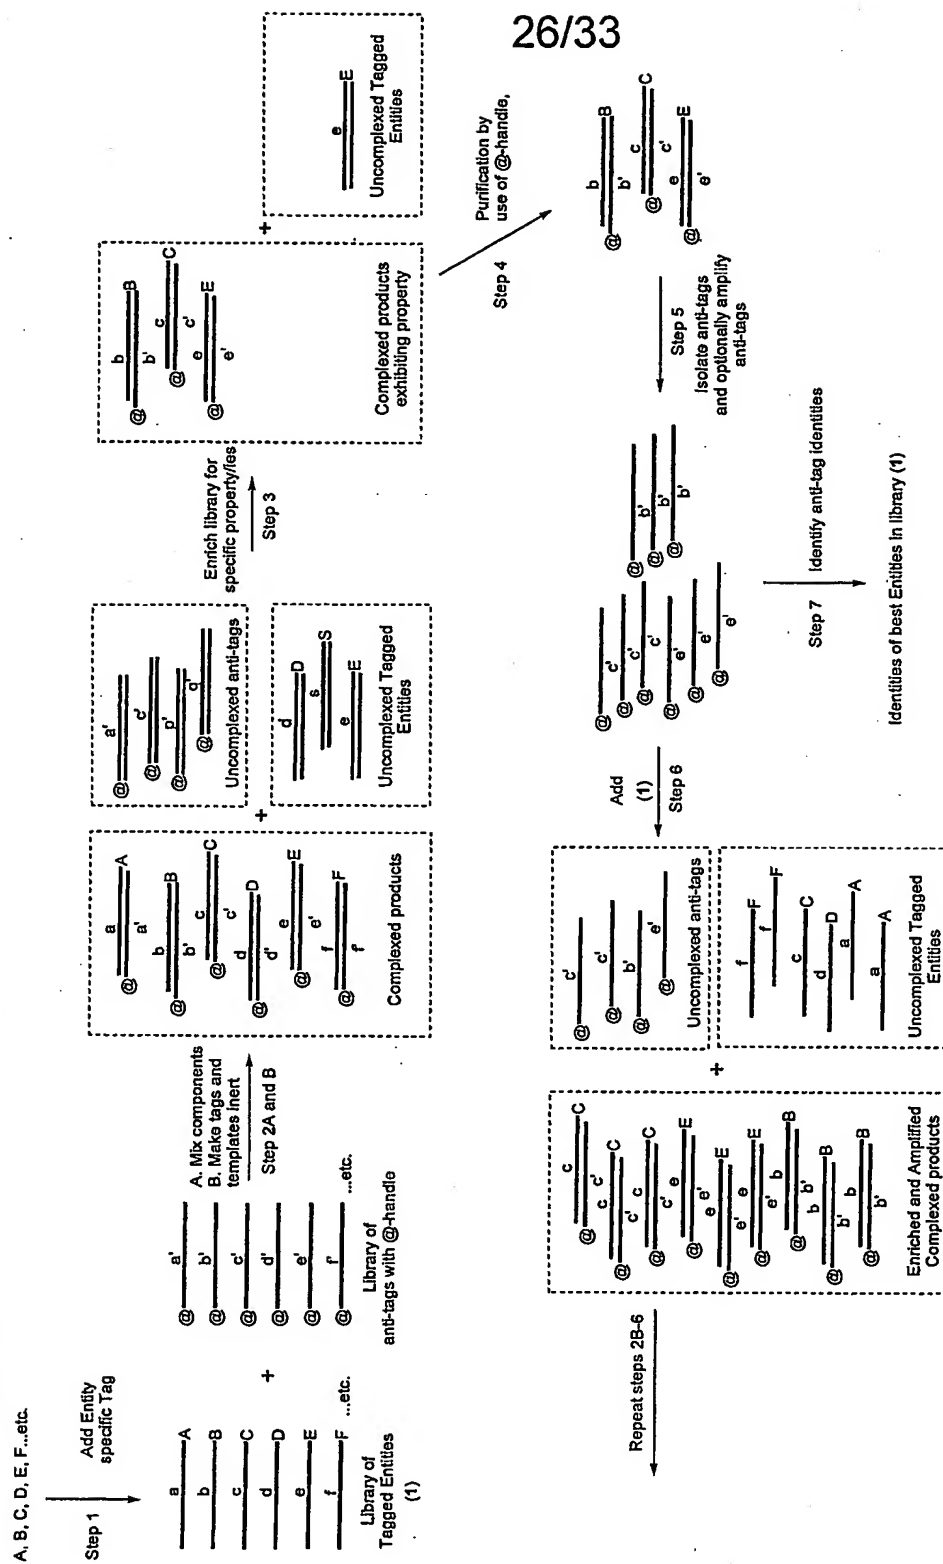 26/33
A, B, C, D, E, F...etc.
Step 1
Add Entity
specific Tag
a A
b B
c C
d D
e E
f F ...etc.
Library of
Tagged Entities
(1)
+
@ a'
@ b'
@ c'
@ d'
@ e'
@ f' ...etc.
Library of
anti-tags with @-handle
A. Mix components
B. Make tags and
templates inert
Step 2A and B
@ a A a'
@ b B b'
@ c C c'
@ d D d'
@ e E e'
@ f F f'
Complexed products
+
@ a'
@ c'
@ p'
@ q'
Uncomplexed anti-tags
d D
s S
e E
Uncomplexed Tagged
Entities
Enrich library for
specific property/ies
Step 3
@ b B b'
@ c C c'
@ e E e'
Complexed products
exhibiting property
+
e E
Uncomplexed Tagged
Entities
Step 4
Purification by
use of @-handle,
@ b B b'
@ c C c'
@ e E e'
Step 5
Isolate anti-tags
and optionally amplify
anti-tags
@ c'
@ c'
@ c'
@ e'
@ e'
@ e'
@ b'
@ b'
@ b'
Step 7
Identify anti-tag identities
Identities of best Entities in library (1)
Add
(1)
Step 6
@ c'
@ c'
@ b'
@ e'
Uncomplexed anti-tags
f F
f F
c C
d D
a A
a A
Uncomplexed Tagged
Entities
+
@ c C c'
@ c C c'
@ c C c'
@ e E e'
@ e E e'
@ e E e'
@ b B b'
@ b B b'
@ b B b'
Enriched and Amplified
Complexed products
Repeat steps 2B-6